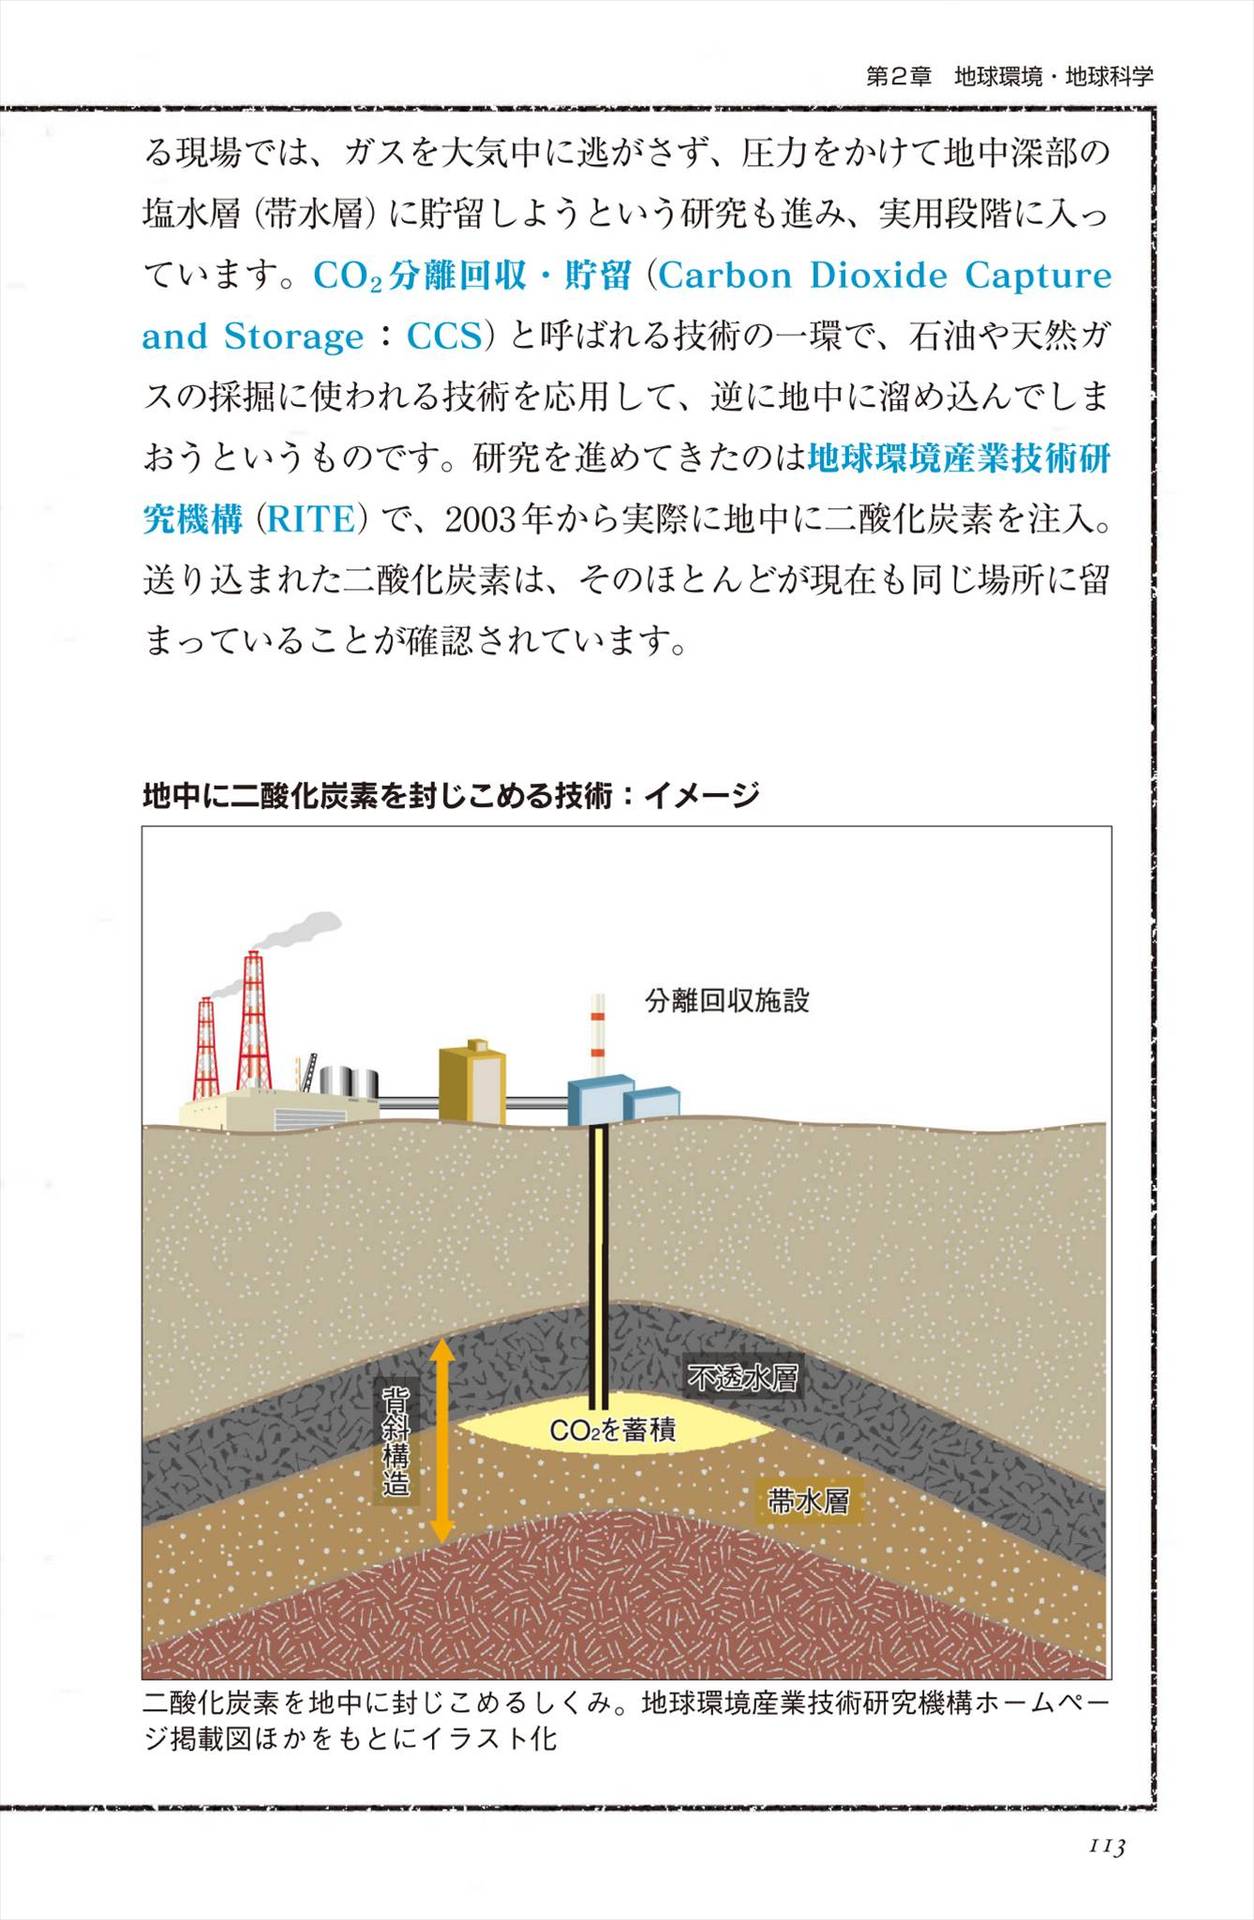 第2章　地球環境・地球科学
る現場では、ガスを大気中に逃がさず、圧力をかけて地中深部の
塩水層（帯水層）に貯留しようという研究も進み、実用段階に入っ
ています。CO₂分離回収・貯留（Carbon Dioxide Capture
and Storage：CCS）と呼ばれる技術の一環で、石油や天然ガ
スの採掘に使われる技術を応用して、逆に地中に溜め込んでしま
おうというものです。研究を進めてきたのは地球環境産業技術研
究機構（RITE）で、2003年から実際に地中に二酸化炭素を注入。
送り込まれた二酸化炭素は、そのほとんどが現在も同じ場所に留
まっていることが確認されています。
地中に二酸化炭素を封じこめる技術：イメージ
分離回収施設
不透水層
背斜構造
CO₂を蓄積
帯水層
二酸化炭素を地中に封じこめるしくみ。地球環境産業技術研究機構ホームペー
ジ掲載図ほかをもとにイラスト化
113